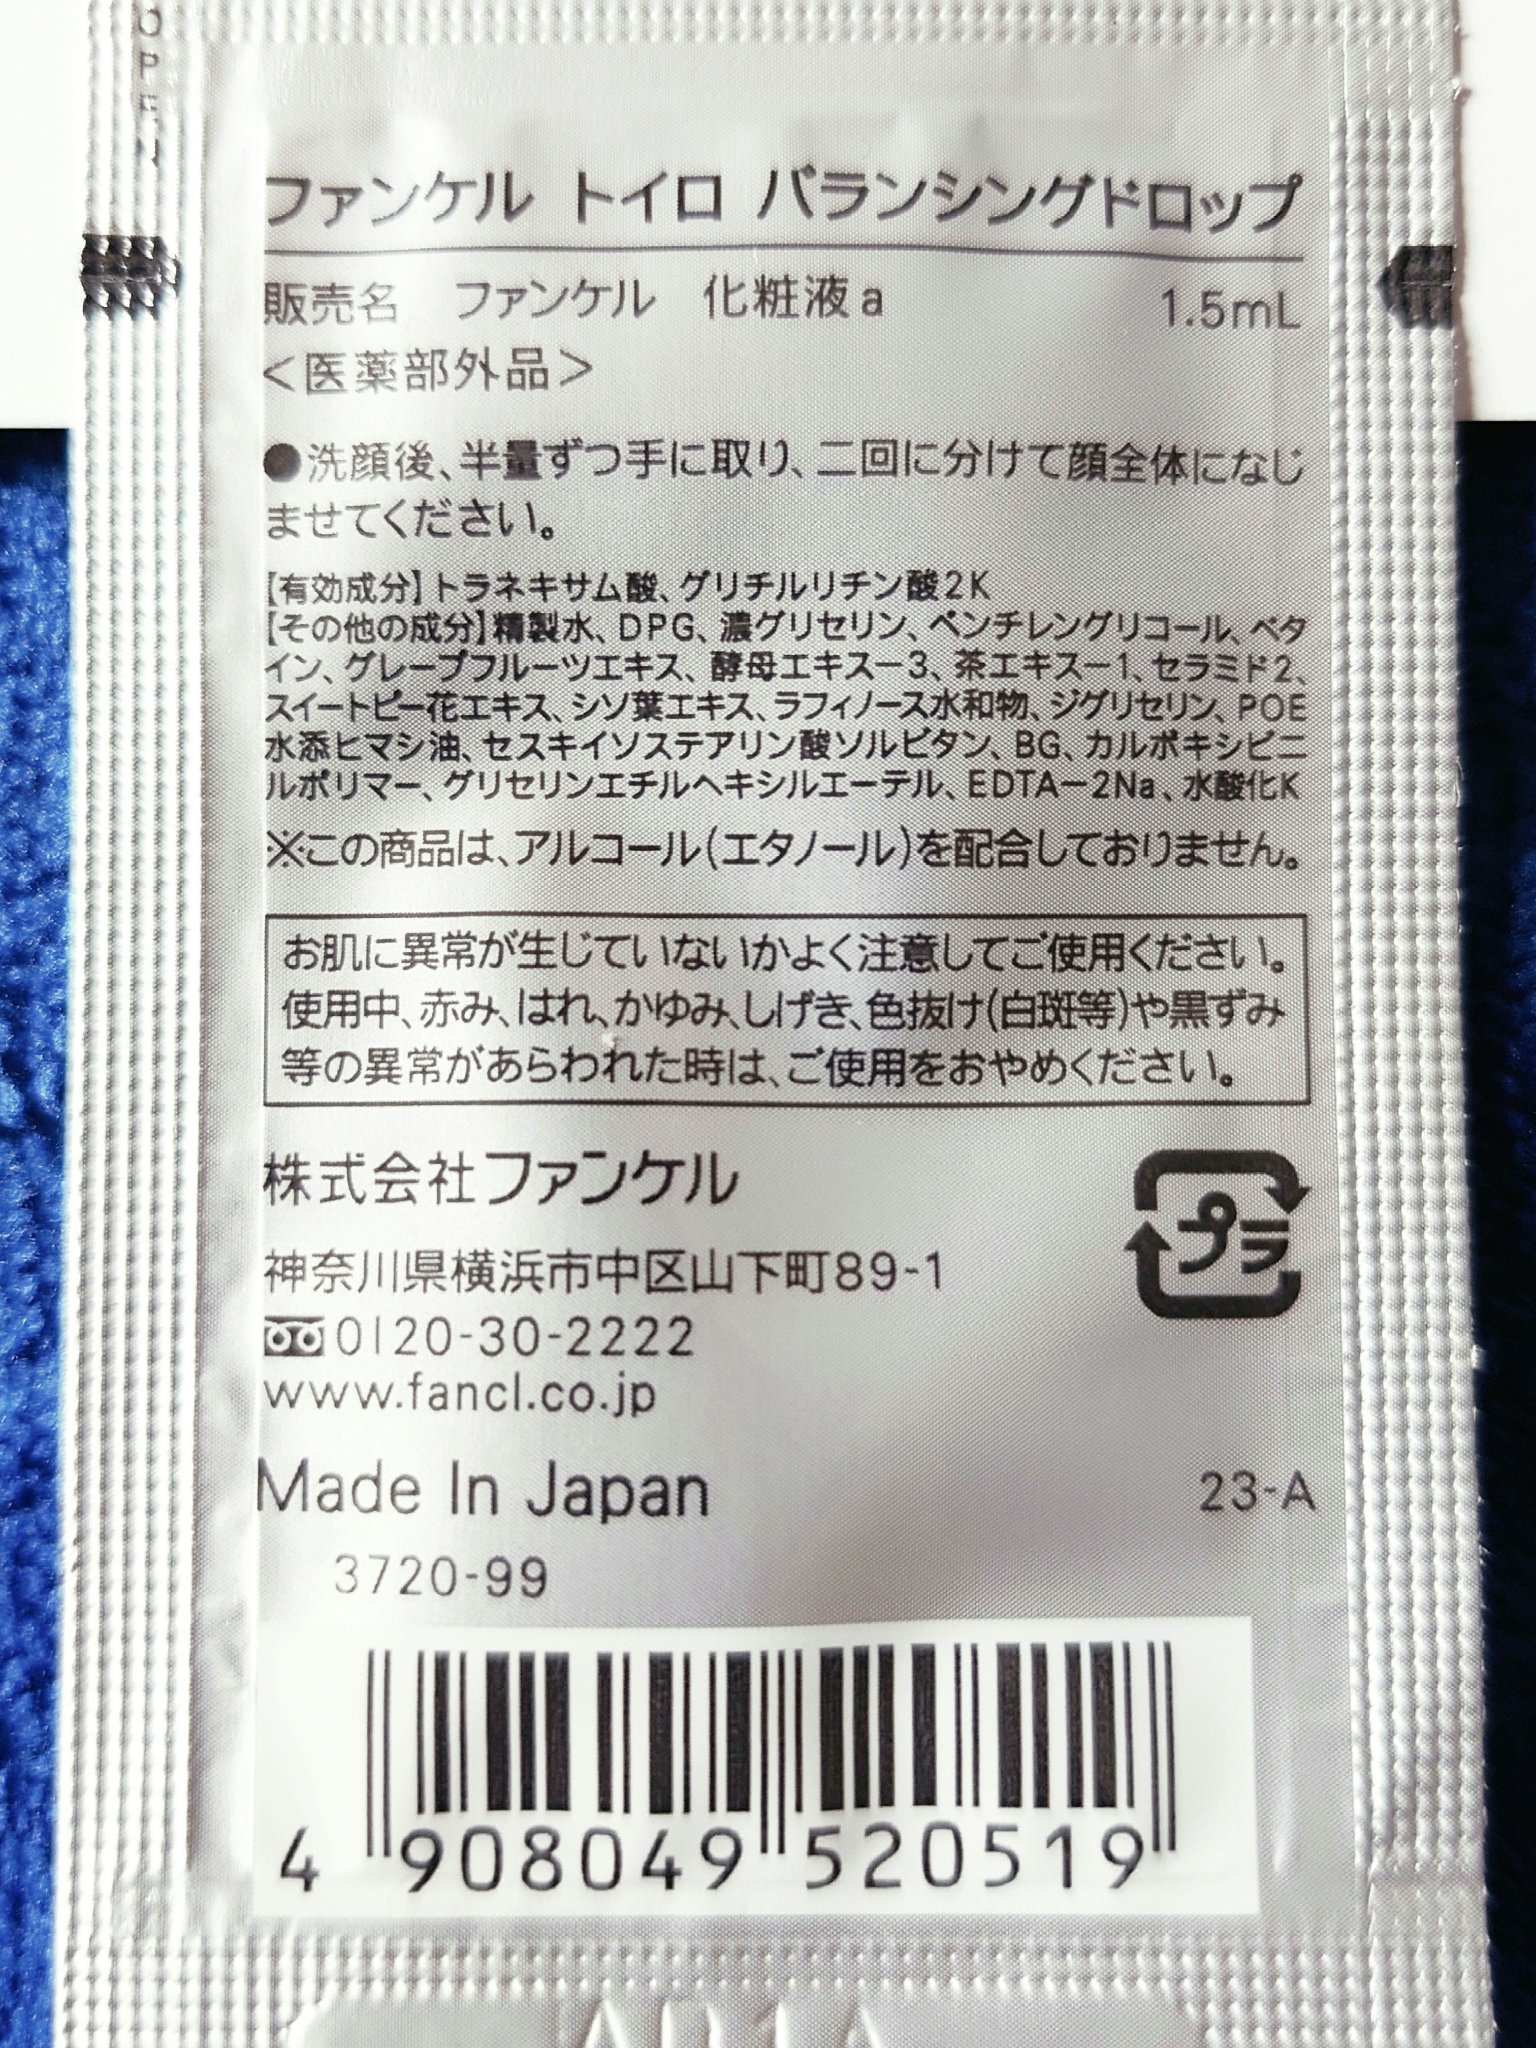 OPEN
ファンケル トイロ バランシングドロップ
販売名 ファンケル 化粧液a 1.5mL
<医薬部外品>
●洗顔後、半量ずつ手に取り、二回に分けて顔全体になじ
ませてください。
【有効成分】トラネキサム酸、グリチルリチン酸2K
【その他の成分】精製水、DPG、濃グリセリン、ペンチレングリコール、ベタ
イン、グレープフルーツエキス、酵母エキス-3、茶エキス-1、セラミド2、
スイートピー花エキス、シソ葉エキス、ラフィノース水和物、ジグリセリン、POE
水添ヒマシ油、セスキイソステアリン酸ソルビタン、BG、カルボキシビニ
ルポリマー、グリセリンエチルヘキシルエーテル、EDTA-2Na、水酸化K
※この商品は、アルコール(エタノール)を配合しておりません。
お肌に異常が生じていないかよく注意してご使用ください。
使用中、赤み、はれ、かゆみ、しげき、色抜け(白斑等)や黒ずみ
等の異常があらわれた時は、ご使用をおやめください。
株式会社ファンケル
プラ
神奈川県横浜市中区山下町89-1
0120-30-2222
www.fancl.co.jp
Made In Japan 23-A
3720-99
4 908049 520519